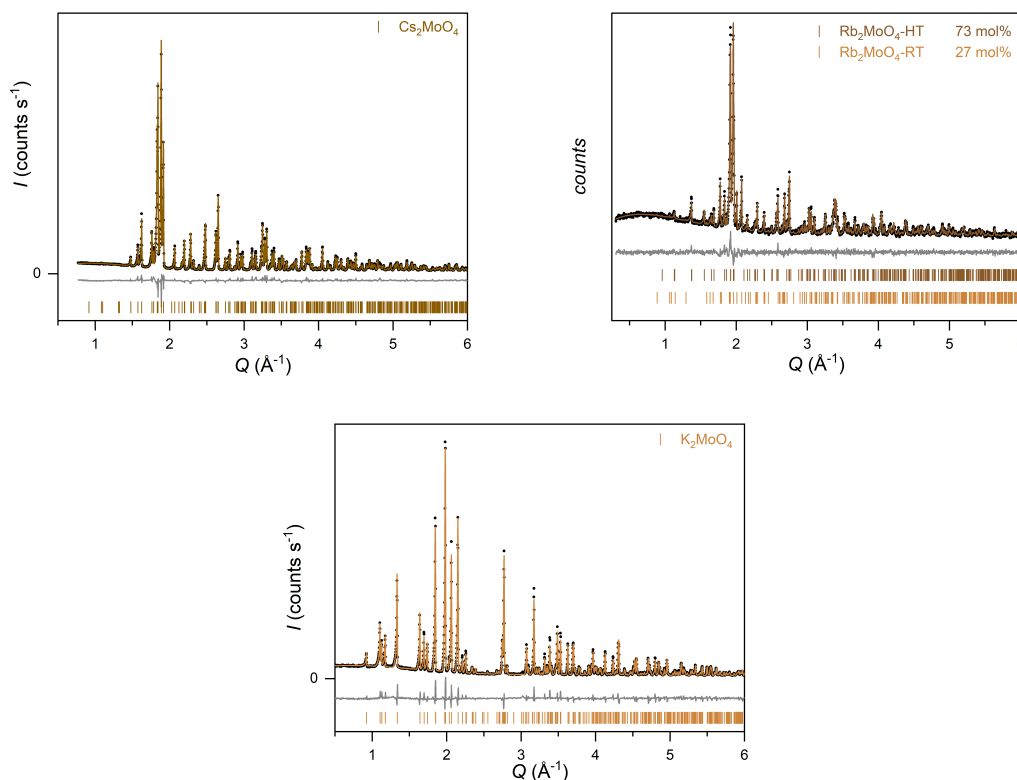 Cs₂MoO₄
I (counts s⁻¹)
0
1 2 3 4 5 6
Q (Å⁻¹)
Rb₂MoO₄-HT 73 mol%
Rb₂MoO₄-RT 27 mol%
counts
1 2 3 4 5
Q (Å⁻¹)
K₂MoO₄
I (counts s⁻¹)
0
1 2 3 4 5 6
Q (Å⁻¹)